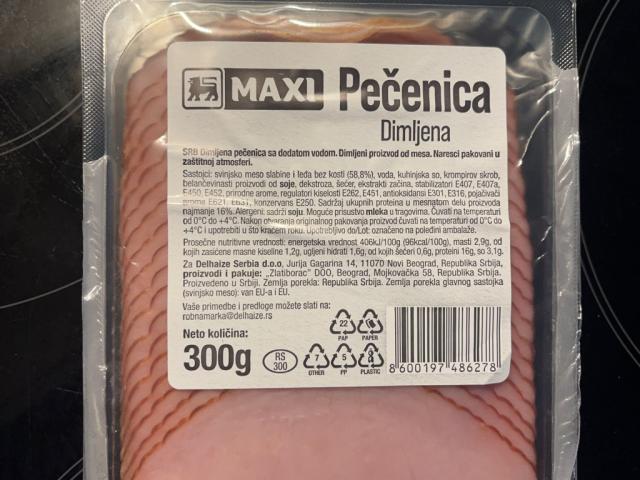 MAXI Pečenica
Dimljena
SRB Dimljena pečenica sa dodatom vodom. Dimljeni proizvod od mesa. Naresci pakovani u
zaštitnoj atmosferi.
Sastojci: svinjsko meso slabine i leđa bez kosti (58,8%), voda, kuhinjska so, krompirov skrob,
belančevinasti proizvodi od soje, dekstroza, šećer, ekstrakti začina, stabilizatori E407, E407a,
E450, E452, prirodne arome, regulatori kiselosti E262, E451, antioksidansi E301, E316, pojačivači
arome E621, E631, konzervans E250. Sadržaj ukupnih proteina u mesnatom delu proizvoda
najmanje 16%. Alergeni: sadrži soju. Moguće prisustvo mleka u tragovima. Čuvati na temperaturi
od 0°C do +4°C. Nakon otvaranja originalnog pakovanja proizvod čuvati na temperaturi od 0°C do
+4°C i upotrebiti u što kraćem roku. Upotrebljivo do/Lot: označeno na poleđini ambalaže.
Prosečne nutritivne vrednosti: energetska vrednost 406kJ/100g (96kcal/100g), masti 2,9g, od
kojih zasićene masne kiseline 1,2g, ugljeni hidrati 1,6g, od kojih šećeri 0,6g, proteini 16g, so 3,1g.
Za Delhaize Serbia d.o.o, Jurija Gagarina 14, 11070 Novi Beograd, Republika Srbija,
proizvodi i pakuje: „Zlatiborac" DOO, Beograd, Mojkovačka 58, Republika Srbija.
Proizvedeno u Srbiji. Zemlja porekla: Republika Srbija. Zemlja porekla glavnog sastojka
(svinjsko meso): van EU-a i EU.
Vaše primedbe i predloge možete slati na:
robnamarka@delhaize.rs
Neto količina:
300g
RS
300
22
PAP
PAPER
7
OTHER
5
PP
PLASTIC
8 600197 486278